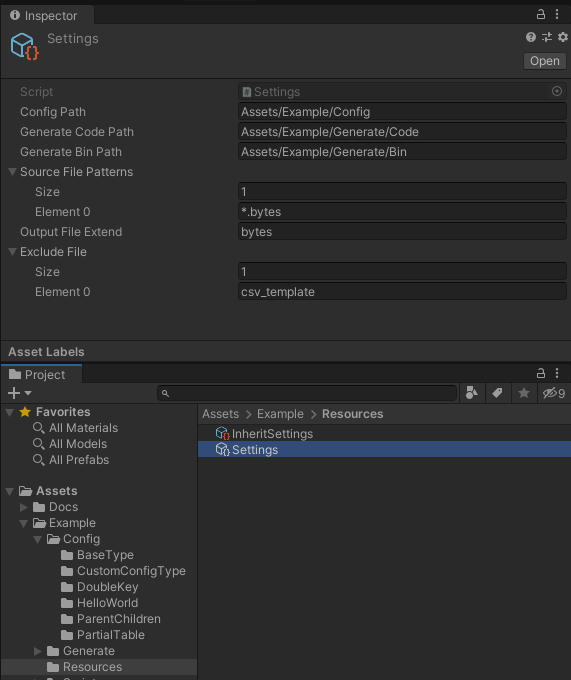 Inspector
Settings
Open
Script Settings
Config Path Assets/Example/Config
Generate Code Path Assets/Example/Generate/Code
Generate Bin Path Assets/Example/Generate/Bin
Source File Patterns
Size 1
Element 0 *.bytes
Output File Extend bytes
Exclude File
Size 1
Element 0 csv_template
Asset Labels
Project
9
Favorites
All Materials
All Models
All Prefabs
Assets
Docs
Example
Config
BaseType
CustomConfigType
DoubleKey
HelloWorld
ParentChildren
PartialTable
Generate
Resources
Assets > Example > Resources
InheritSettings
Settings